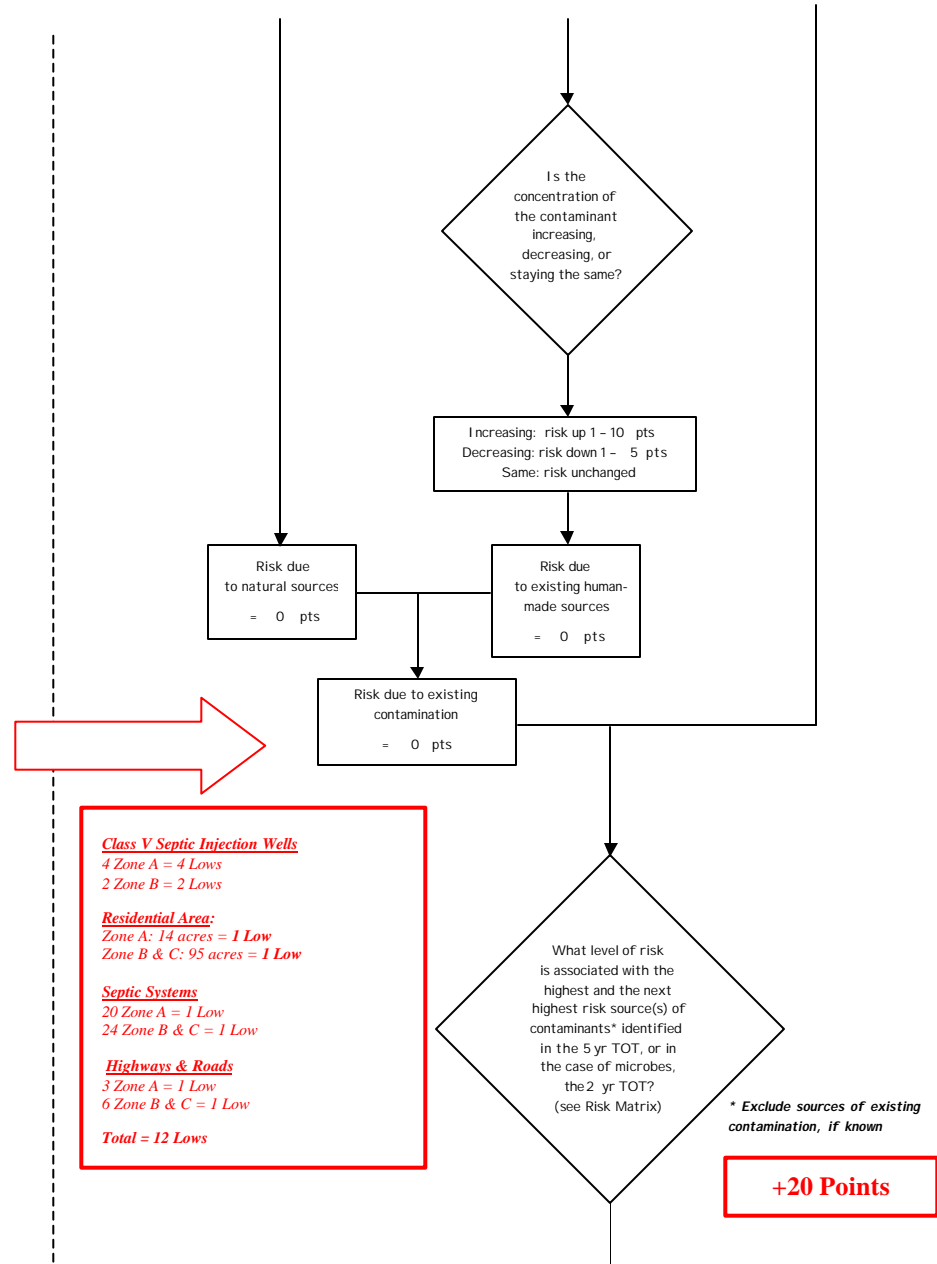 Is the
concentration of
the contaminant
increasing,
decreasing, or
staying the same?
Increasing: risk up 1 – 10 pts
Decreasing: risk down 1 – 5 pts
Same: risk unchanged
Risk due
to natural sources
= 0 pts
Risk due
to existing human-
made sources
= 0 pts
Risk due to existing
contamination
= 0 pts
Class V Septic Injection Wells
4 Zone A = 4 Lows
2 Zone B = 2 Lows
Residential Area:
Zone A: 14 acres = 1 Low
Zone B & C: 95 acres = 1 Low
Septic Systems
20 Zone A = 1 Low
24 Zone B & C = 1 Low
Highways & Roads
3 Zone A = 1 Low
6 Zone B & C = 1 Low
Total = 12 Lows
What level of risk
is associated with the
highest and the next
highest risk source(s) of
contaminants* identified
in the 5 yr TOT, or in
the case of microbes,
the 2 yr TOT?
(see Risk Matrix)
* Exclude sources of existing
contamination, if known
+20 Points